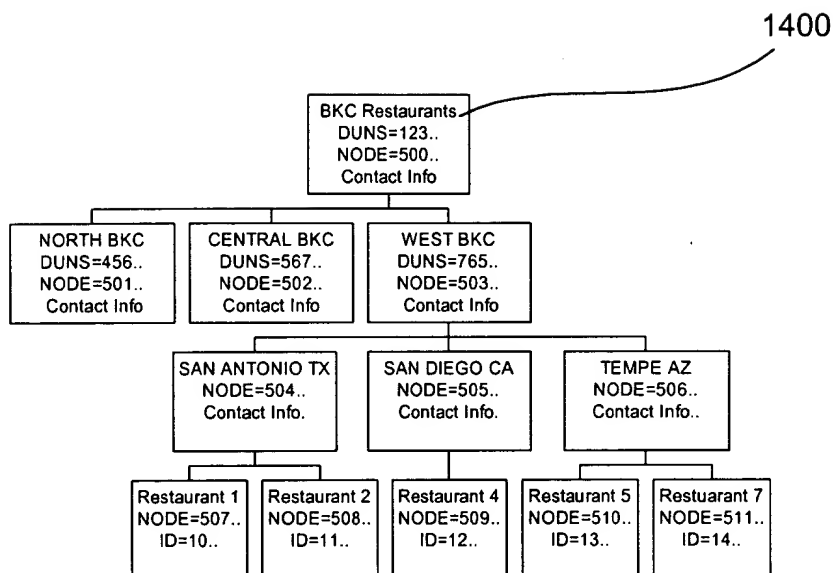 1400
BKC Restaurants
DUNS=123..
NODE=500..
Contact Info
NORTH BKC
DUNS=456..
NODE=501..
Contact Info
CENTRAL BKC
DUNS=567..
NODE=502..
Contact Info
WEST BKC
DUNS=765..
NODE=503..
Contact Info
SAN ANTONIO TX
NODE=504..
Contact Info.
SAN DIEGO CA
NODE=505..
Contact Info.
TEMPE AZ
NODE=506..
Contact Info..
Restaurant 1
NODE=507..
ID=10..
Restaurant 2
NODE=508..
ID=11..
Restaurant 4
NODE=509..
ID=12..
Restaurant 5
NODE=510..
ID=13..
Restuarant 7
NODE=511..
ID=14..